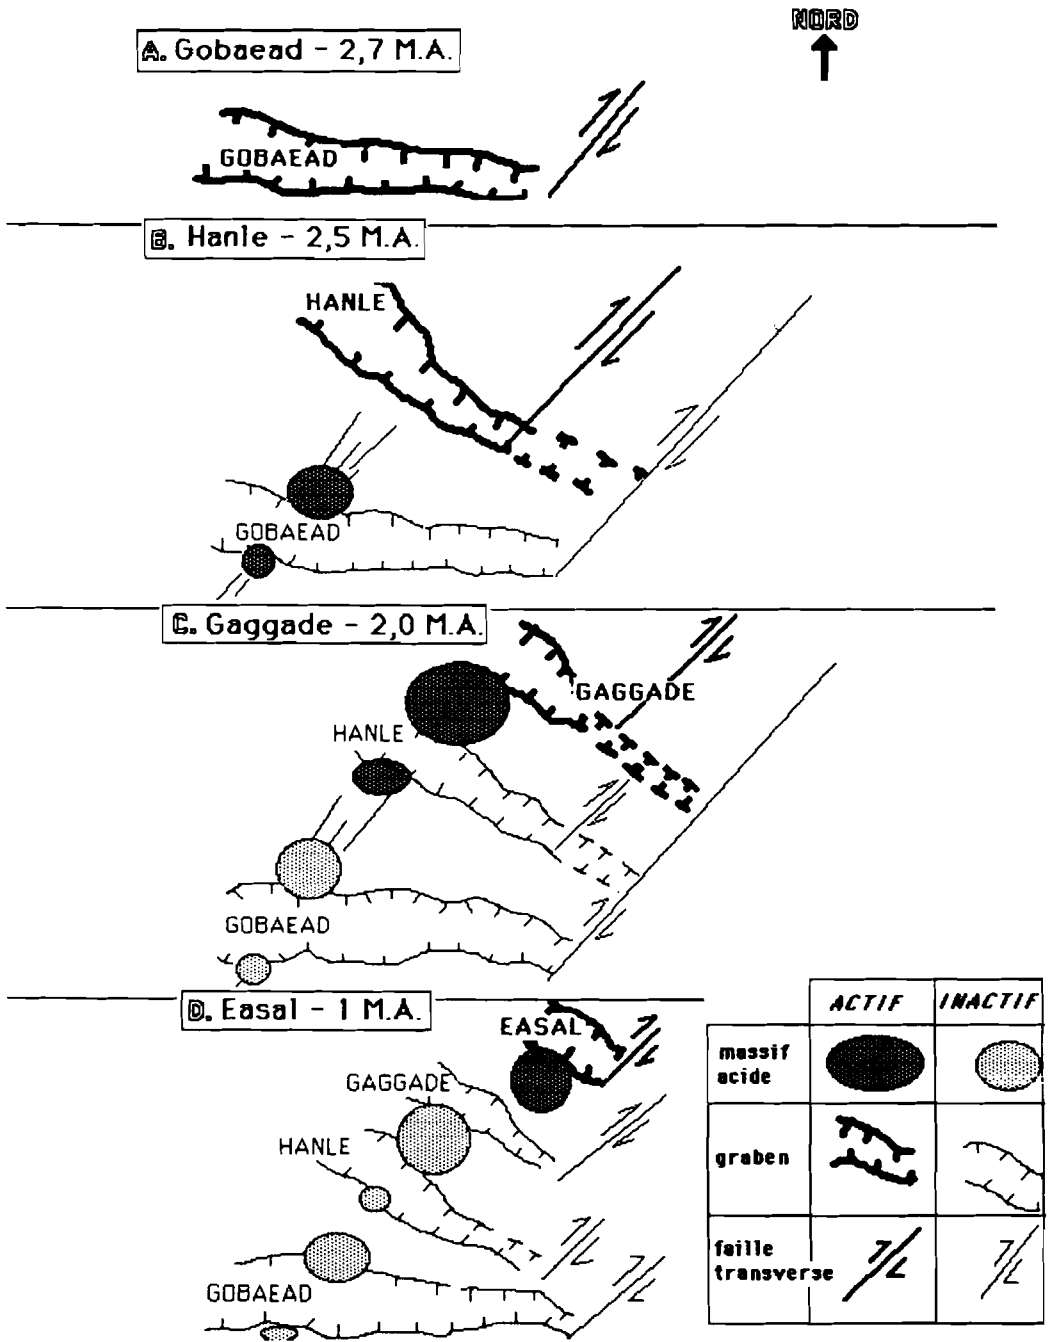 NORD
A. Gobaead - 2,7 M.A.
GOBAEAD
B. Hanle - 2,5 M.A.
HANLE
GOBAEAD
C. Gaggade - 2,0 M.A.
GAGGADE
HANLE
GOBAEAD
D. Easal - 1 M.A.
EASAL
GAGGADE
HANLE
GOBAEAD
ACTIF INACTIF
massif
acide
graben
faille
transverse